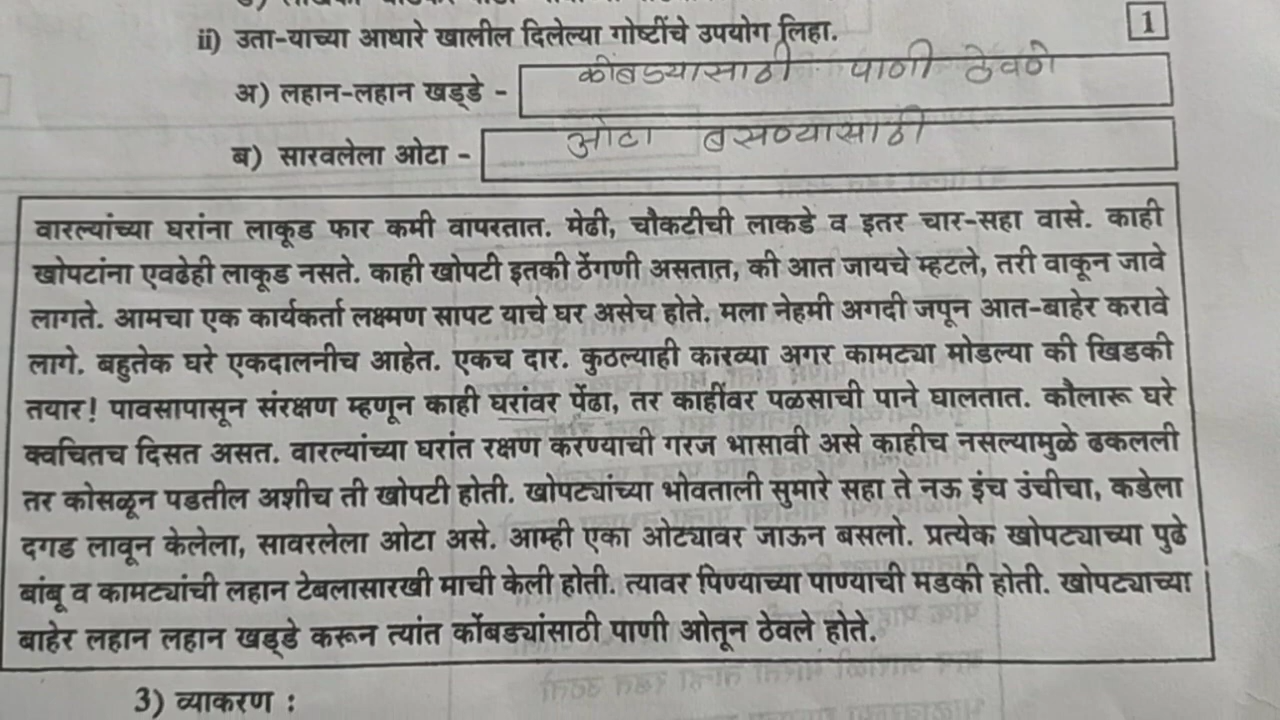 ii) उता-याच्या आधारे खालील दिलेल्या गोष्टींचे उपयोग लिहा.
1
अ) लहान-लहान खड्डे - कोंबड्यासाठी पाणी ठेवणे
ब) सारवलेला ओटा - ओटा बसण्यासाठी
वारल्यांच्या घरांना लाकूड फार कमी वापरतात. मेढी, चौकटीची लाकडे व इतर चार-सहा वासे. काही
खोपटांना एवढेही लाकूड नसते. काही खोपटी इतकी ठेंगणी असतात, की आत जायचे म्हटले, तरी वाकून जावे
लागते. आमचा एक कार्यकर्ता लक्ष्मण सापट याचे घर असेच होते. मला नेहमी अगदी जपून आत-बाहेर करावे
लागे. बहुतेक घरे एकदालनीच आहेत. एकच दार. कुठल्याही कारव्या अगर कामट्या मोडल्या की खिडकी
तयार! पावसापासून संरक्षण म्हणून काही घरांवर पेंढा, तर काहींवर पळसाची पाने घालतात. कौलारू घरे
क्वचितच दिसत असत. वारल्यांच्या घरांत रक्षण करण्याची गरज भासावी असे काहीच नसल्यामुळे ढकलली
तर कोसळून पडतील अशीच ती खोपटी होती. खोपट्यांच्या भोवताली सुमारे सहा ते नऊ इंच उंचीचा, कडेला
दगड लावून केलेला, सावरलेला ओटा असे. आम्ही एका ओट्यावर जाऊन बसलो. प्रत्येक खोपट्याच्या पुढे
बांबू व कामट्यांची लहान टेबलासारखी माची केली होती. त्यावर पिण्याच्या पाण्याची मडकी होती. खोपट्याच्या
बाहेर लहान लहान खड्डे करून त्यांत कोंबड्यांसाठी पाणी ओतून ठेवले होते.
3) व्याकरण :